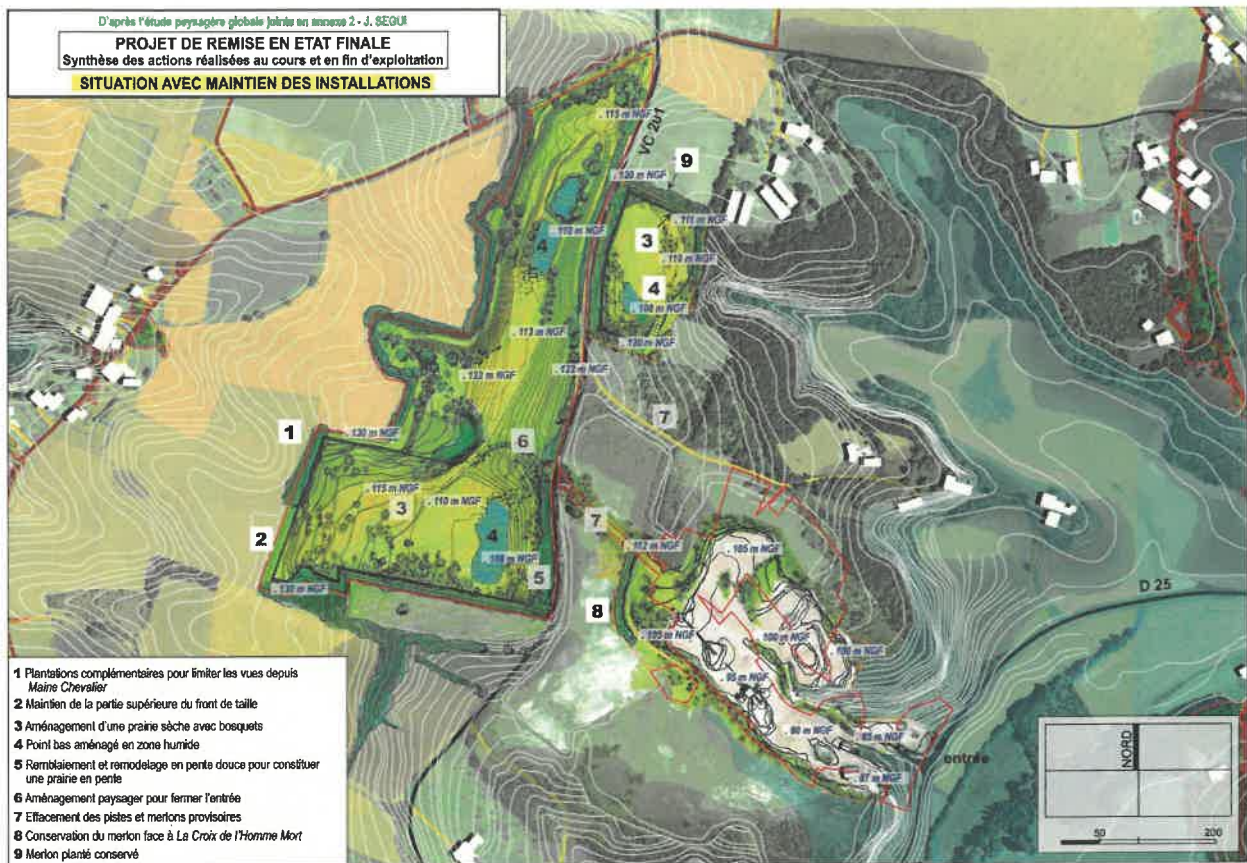 D'après l'étude paysagère globale jointe en annexe 2 - J. SEGUI
PROJET DE REMISE EN ETAT FINALE
Synthèse des actions réalisées au cours et en fin d'exploitation
SITUATION AVEC MAINTIEN DES INSTALLATIONS
. 115 m NGF
VC 201
9
. 120 m NGF
. 111 m NGF
3
. 110 m NGF
. 110 m NGF
4
4
. 108 m NGF
. 113 m NGF
. 120 m NGF
. 122 m NGF
. 122 m NGF
7
1
. 130 m NGF
6
. 115 m NGF
. 110 m NGF
3
7
4
2
. 112 m NGF
. 105 m NGF
. 108 m NGF
5
D 25
. 130 m NGF
8
. 105 m NGF
. 100 m NGF
. 100 m NGF
. 95 m NGF
. 90 m NGF
. 85 m NGF
entrée
. 87 m NGF
1 Plantations complémentaires pour limiter les vues depuis
Maine Chevalier
2 Maintien de la partie supérieure du front de taille
3 Aménagement d'une prairie sèche avec bosquets
4 Point bas aménagé en zone humide
5 Remblaiement et remodelage en pente douce pour constituer
une prairie en pente
6 Aménagement paysager pour fermer l'entrée
7 Effacement des pistes et merlons provisoires
8 Conservation du merlon face à La Croix de l'Homme Mort
9 Merlon planté conservé
NORD
50
200